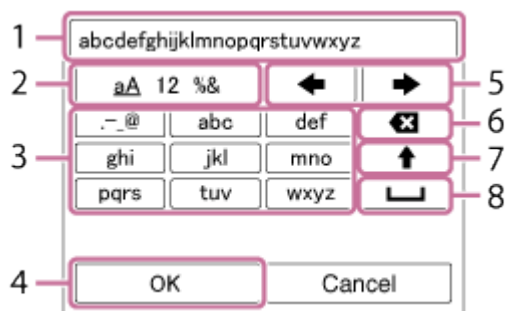 1 abcdefghijklmnopqrstuvwxyz
2 aA 12 %& 5
.-_@ abc def 6
3 ghi jkl mno 7
pqrs tuv wxyz 8
4 OK Cancel